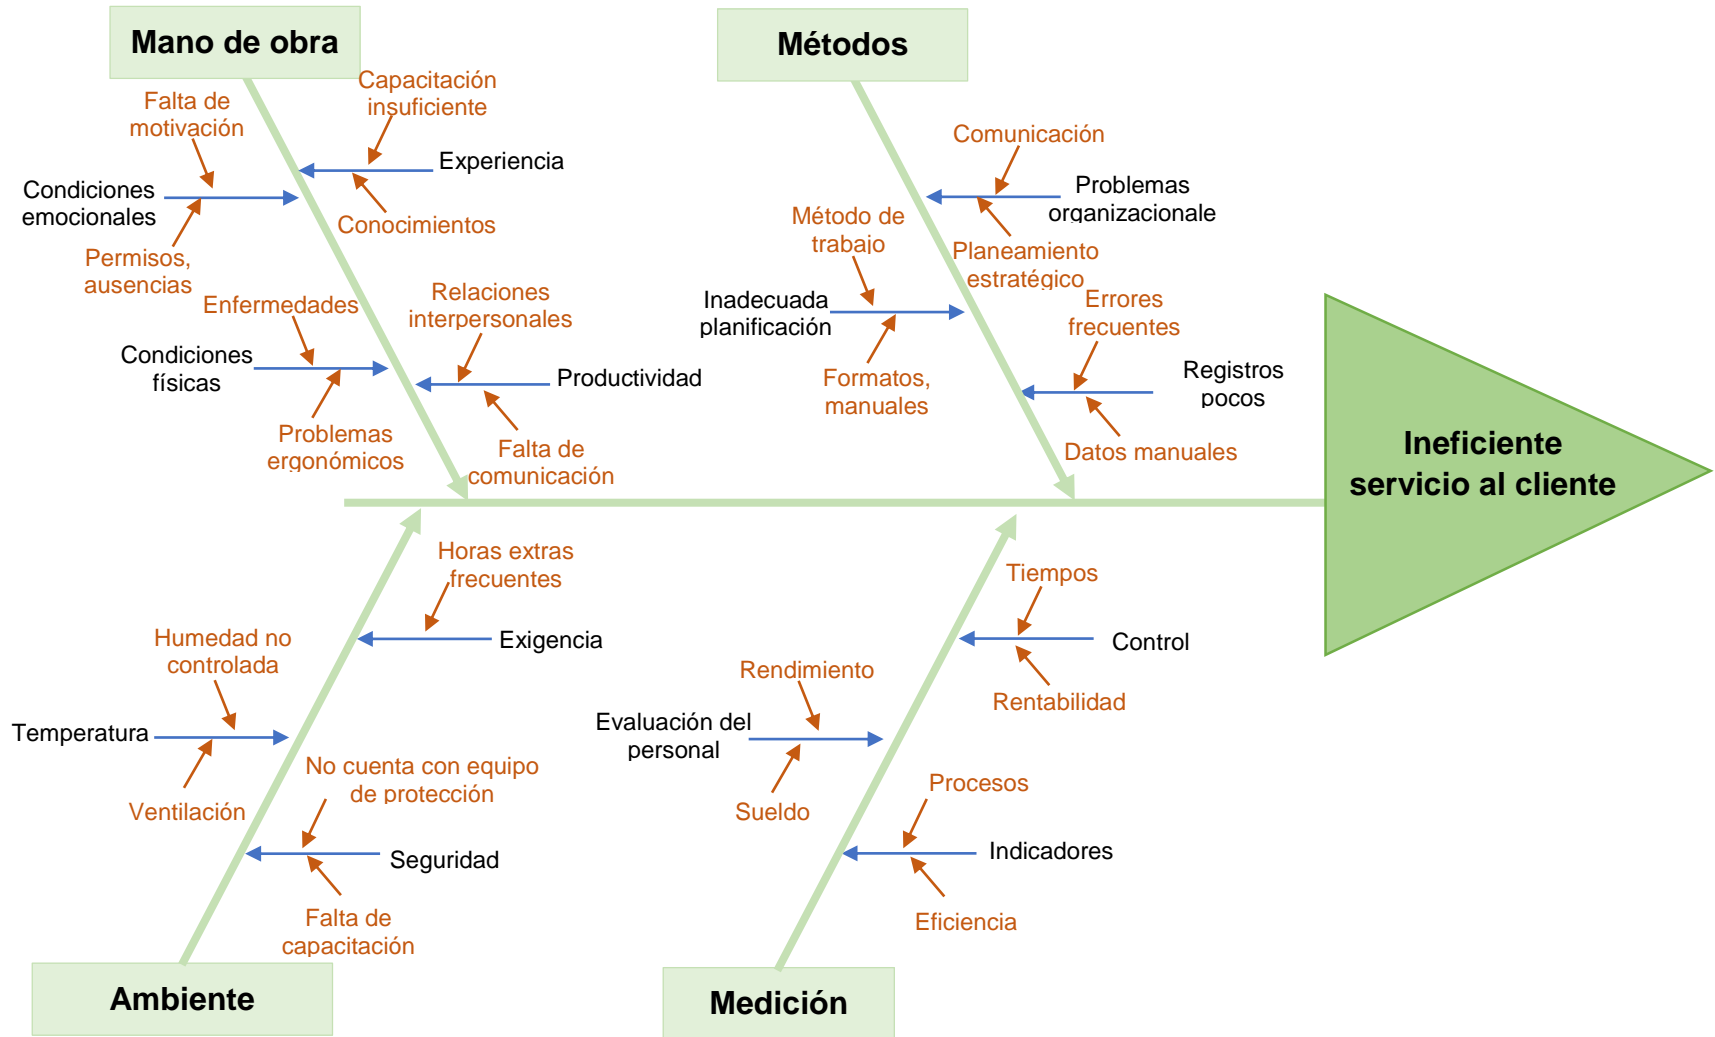 Mano de obra
Métodos
Capacitación
insuficiente
Falta de
motivación
Experiencia
Condiciones
emocionales
Conocimientos
Permisos,
ausencias
Enfermedades
Relaciones
interpersonales
Condiciones
físicas
Productividad
Problemas
ergonómicos
Falta de
comunicación
Comunicación
Problemas
organizacionale
Método de
trabajo
Planeamiento
estratégico
Inadecuada
planificación
Errores
frecuentes
Formatos,
manuales
Registros
pocos
Datos manuales
Ineficiente
servicio al cliente
Horas extras
frecuentes
Exigencia
Humedad no
controlada
Temperatura
Ventilación
No cuenta con equipo
de protección
Seguridad
Falta de
capacitación
Ambiente
Tiempos
Control
Rentabilidad
Rendimiento
Evaluación del
personal
Sueldo
Procesos
Indicadores
Eficiencia
Medición